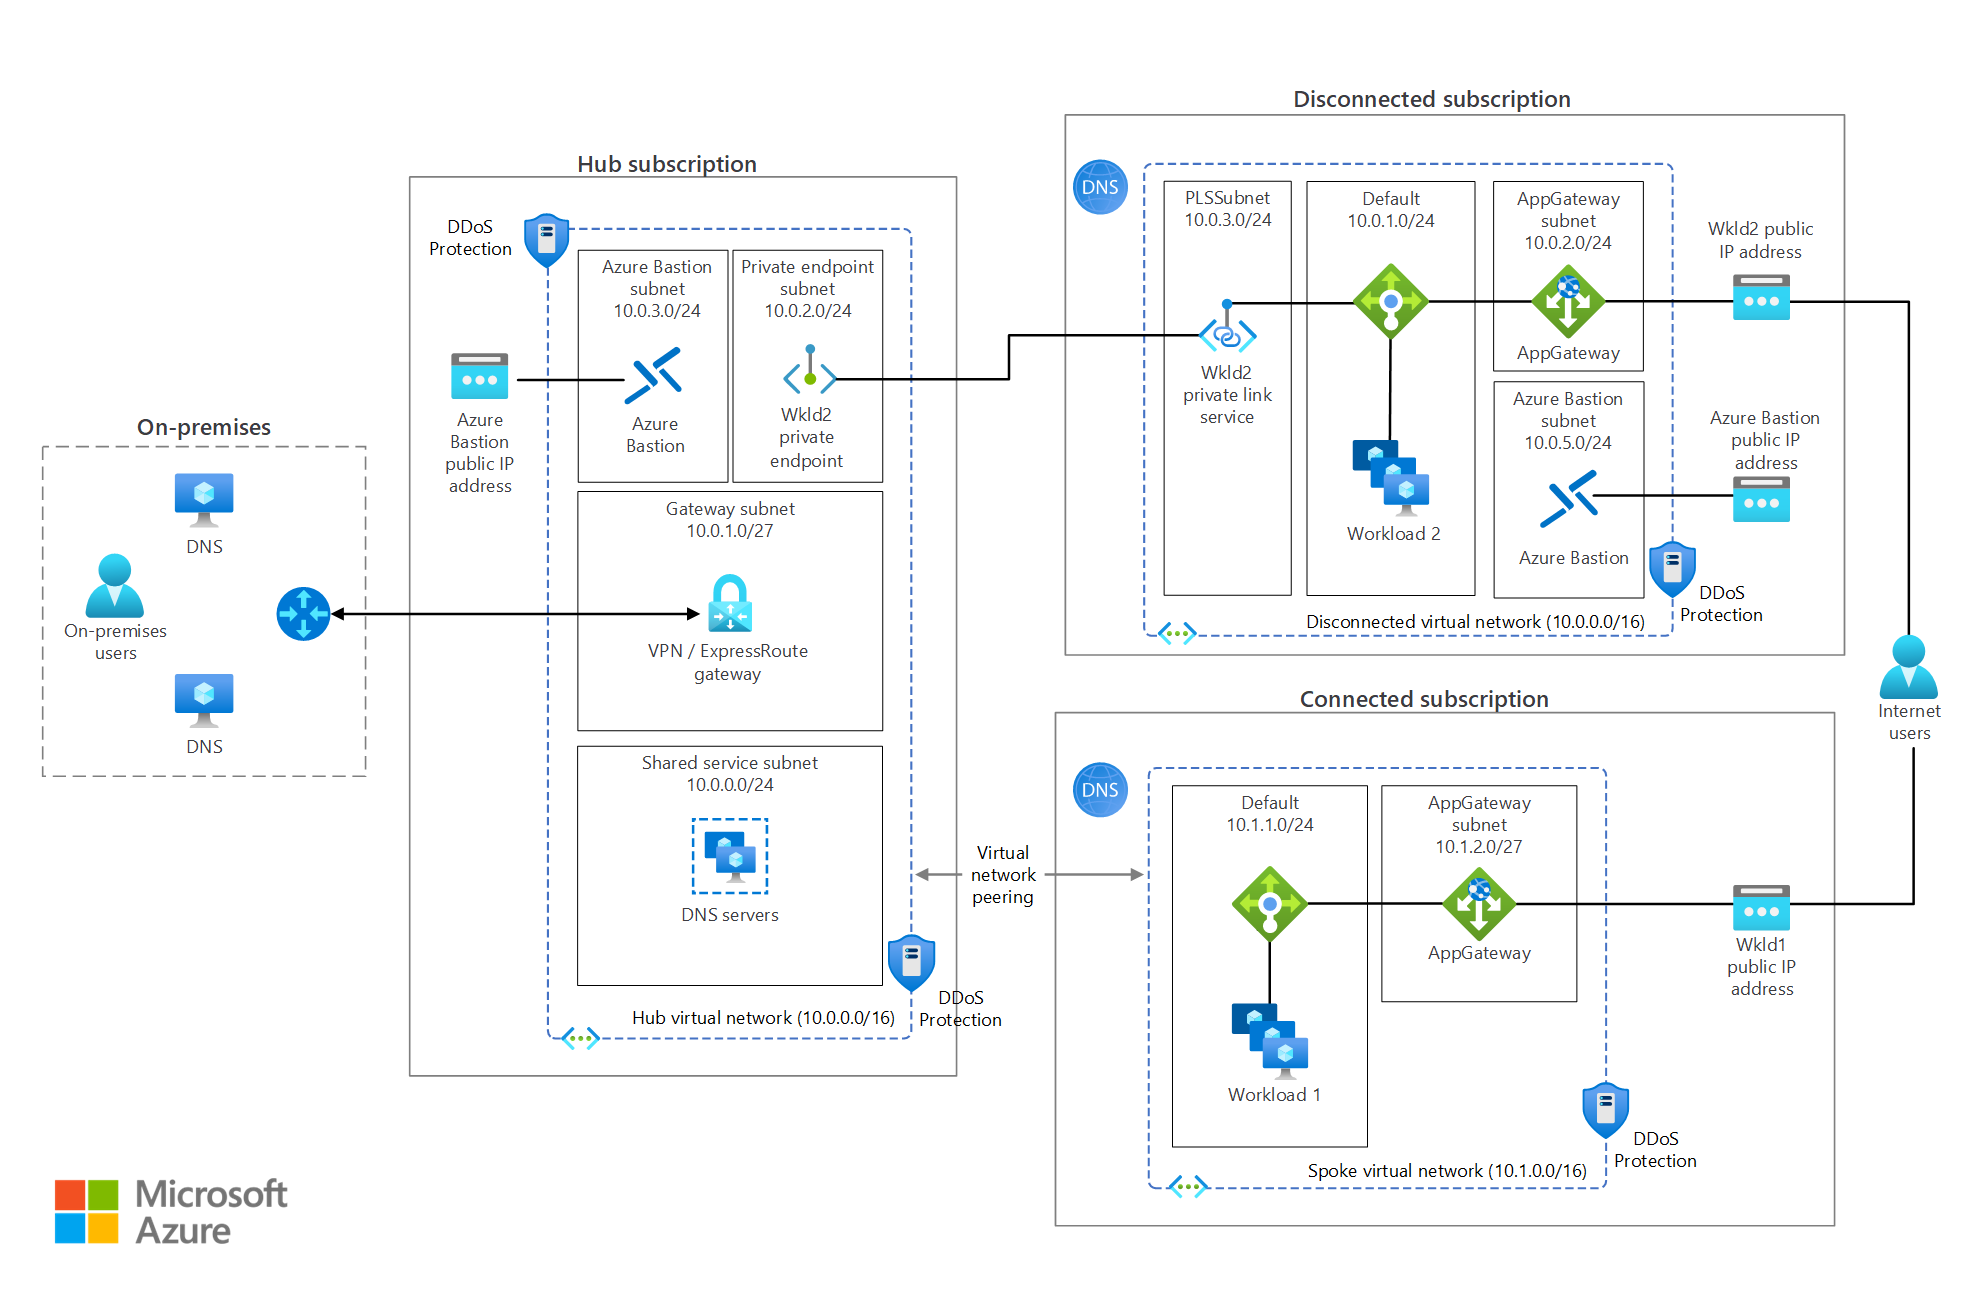 Disconnected subscription
Hub subscription
DDoS
Protection
Azure Bastion
subnet
10.0.3.0/24
Private endpoint
subnet
10.0.2.0/24
Azure
Bastion
public IP
address
Azure
Bastion
Wkld2
private
endpoint
On-premises
DNS
On-premises
users
DNS
Gateway subnet
10.0.1.0/27
VPN / ExpressRoute
gateway
Shared service subnet
10.0.0.0/24
DNS servers
DDoS
Protection
Hub virtual network (10.0.0.0/16)
Virtual
network
peering
DNS
PLSSubnet
10.0.3.0/24
Wkld2
private link
service
Default
10.0.1.0/24
Workload 2
AppGateway
subnet
10.0.2.0/24
AppGateway
Azure Bastion
subnet
10.0.5.0/24
Azure Bastion
Wkld2 public
IP address
Azure Bastion
public IP
address
DDoS
Protection
Disconnected virtual network (10.0.0.0/16)
Connected subscription
Internet
users
DNS
Default
10.1.1.0/24
Workload 1
AppGateway
subnet
10.1.2.0/27
AppGateway
Wkld1
public IP
address
DDoS
Protection
Spoke virtual network (10.1.0.0/16)
Microsoft
Azure